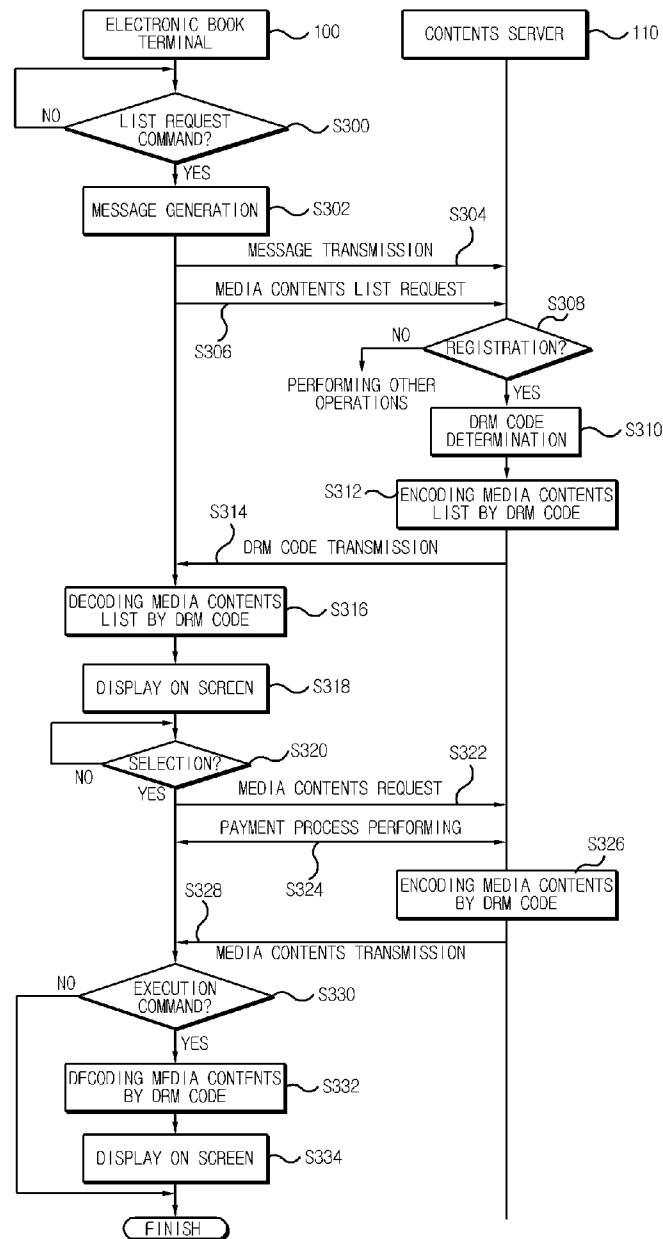 ELECTRONIC BOOK
TERMINAL
100
CONTENTS SERVER
110
NO
LIST REQUEST
COMMAND?
S300
YES
MESSAGE GENERATION
S302
S304
MESSAGE TRANSMISSION
MEDIA CONTENTS LIST REQUEST
S306
S308
NO
REGISTRATION?
PERFORMING OTHER
OPERATIONS
YES
DRM CODE
DETERMINATION
S310
S312
ENCODING MEDIA CONTENTS
LIST BY DRM CODE
S314
DRM CODE TRANSMISSION
DECODING MEDIA CONTENTS
LIST BY DRM CODE
S316
DISPLAY ON SCREEN
S318
SELECTION?
S320
NO
YES
S322
MEDIA CONTENTS REQUEST
PAYMENT PROCESS PERFORMING
S324
S326
ENCODING MEDIA CONTENTS
BY DRM CODE
S328
MEDIA CONTENTS TRANSMISSION
NO
EXECUTION
COMMAND?
S330
YES
DECODING MEDIA CONTENTS
BY DRM CODE
S332
DISPLAY ON SCREEN
S334
FINISH